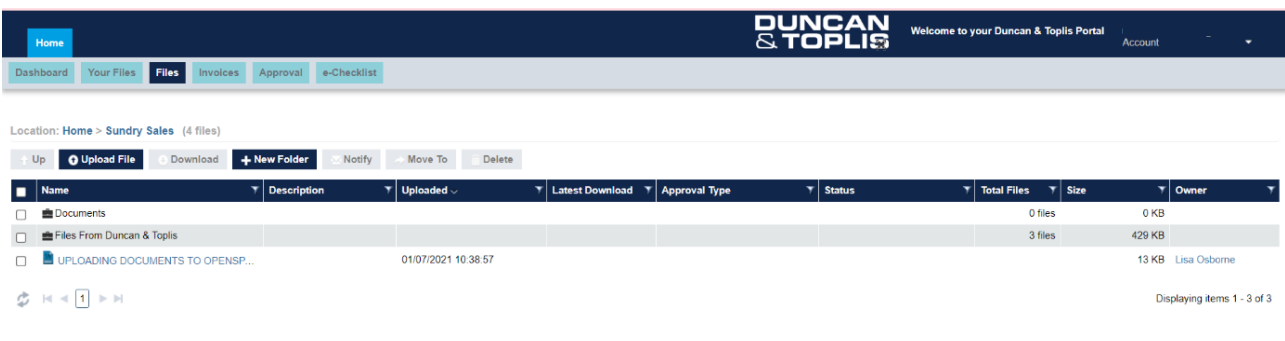 DUNCAN
& TOPLIS
Welcome to your Duncan & Toplis Portal
Account
Home
Dashboard Your Files Files Invoices Approval e-Checklist
Location: Home > Sundry Sales (4 files)
Up Upload File Download New Folder Notify Move To Delete
Name Description Uploaded Latest Download Approval Type Status Total Files Size Owner
Documents 0 files 0 KB
Files From Duncan & Toplis 3 files 429 KB
UPLOADING DOCUMENTS TO OPENSP... 01/07/2021 10:38:57 13 KB Lisa Osborne
1 Displaying items 1 - 3 of 3